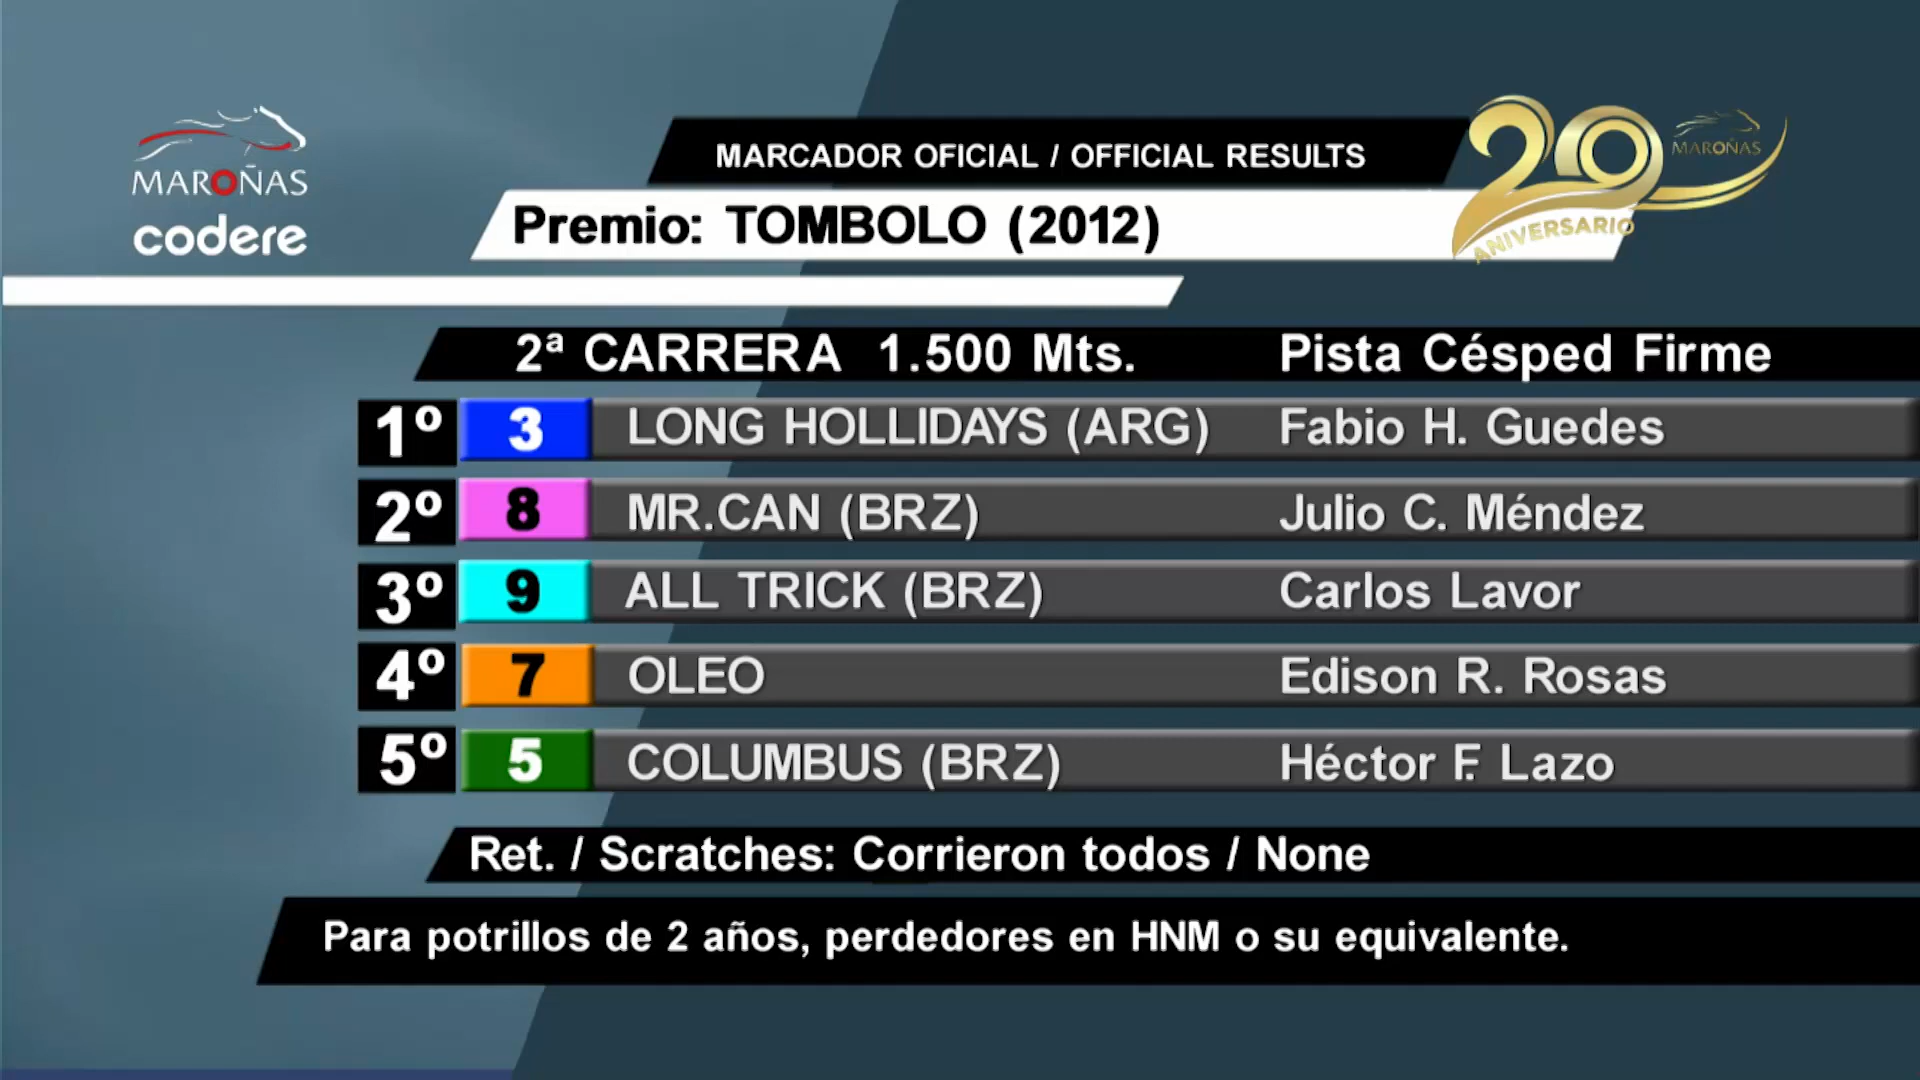 MAROÑAS
codere
MARCADOR OFICIAL / OFFICIAL RESULTS
Premio: TOMBOLO (2012)
20 MAROÑAS
ANIVERSARIO
2ª CARRERA 1.500 Mts. Pista Césped Firme
1º 3 LONG HOLLIDAYS (ARG) Fabio H. Guedes
2º 8 MR.CAN (BRZ) Julio C. Méndez
3º 9 ALL TRICK (BRZ) Carlos Lavor
4º 7 OLEO Edison R. Rosas
5º 5 COLUMBUS (BRZ) Héctor F. Lazo
Ret. / Scratches: Corrieron todos / None
Para potrillos de 2 años, perdedores en HNM o su equivalente.